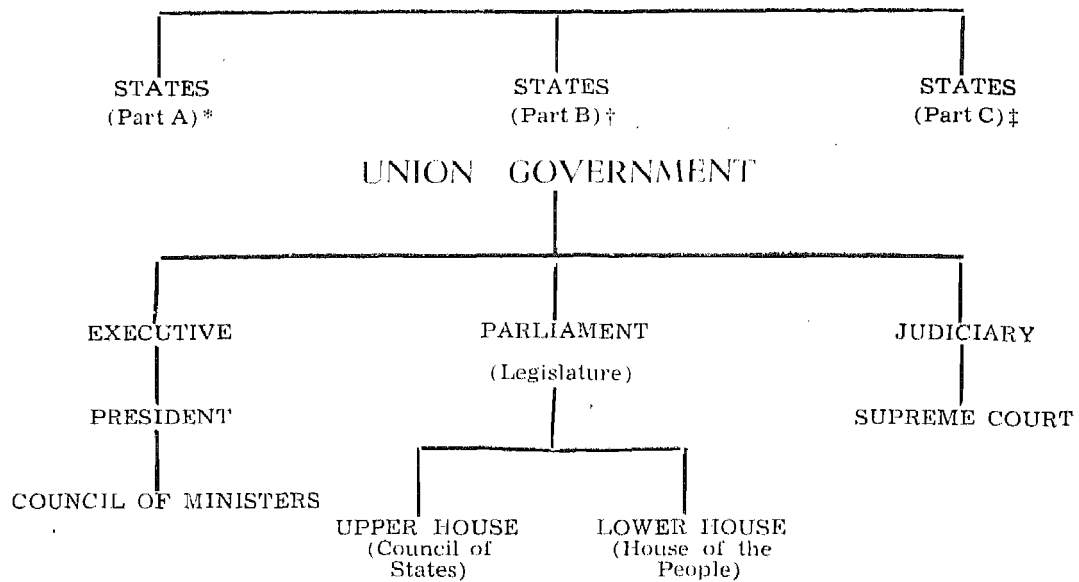 STATES
(Part A)*
STATES
(Part B)†
STATES
(Part C)‡
UNION GOVERNMENT
EXECUTIVE
PARLIAMENT
(Legislature)
JUDICIARY
PRESIDENT
SUPREME COURT
COUNCIL OF MINISTERS
UPPER HOUSE
(Council of
States)
LOWER HOUSE
(House of the
People)